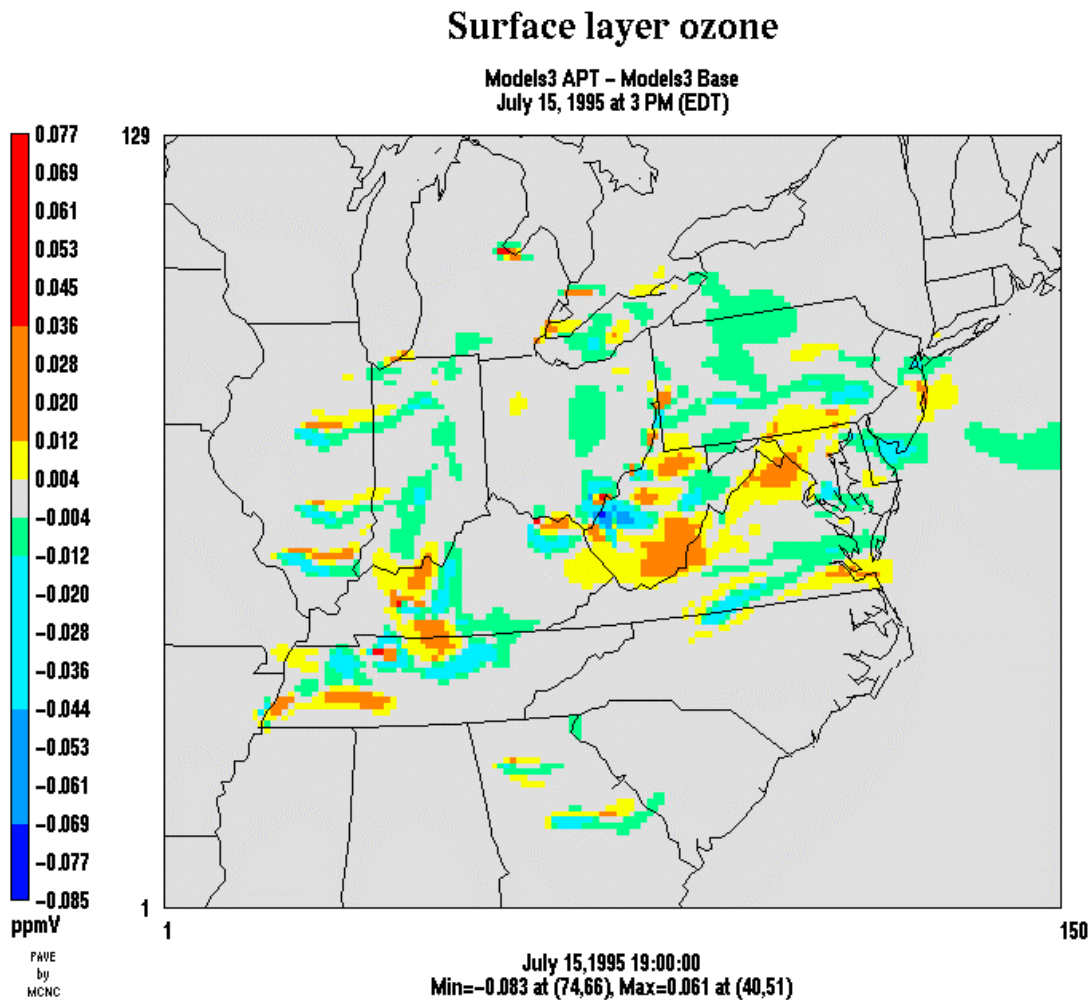 Surface layer ozone
Models3 APT – Models3 Base
July 15, 1995 at 3 PM (EDT)
0.077
0.069
0.061
0.053
0.045
0.036
0.028
0.020
0.012
0.004
–0.004
–0.012
–0.020
–0.028
–0.036
–0.044
–0.053
–0.061
–0.069
–0.077
–0.085
ppmV
PAVE
by
MCNC
129
1
1
150
July 15,1995 19:00:00
Min=–0.083 at (74,66), Max=0.061 at (40,51)